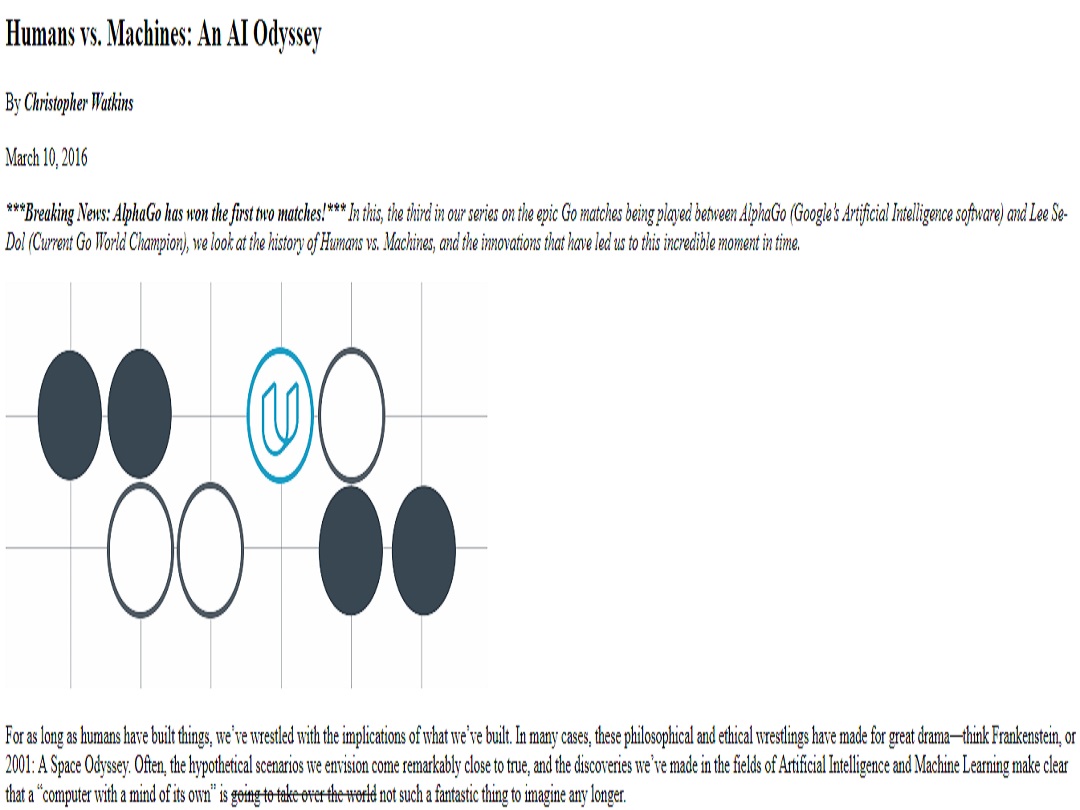 Humans vs. Machines: An AI Odyssey
By Christopher Watkins
March 10, 2016
***Breaking News: AlphaGo has won the first two matches!*** In this, the third in our series on the epic Go matches being played between AlphaGo (Google's Artificial Intelligence software) and Lee Se-
Dol (Current Go World Champion), we look at the history of Humans vs. Machines, and the innovations that have led us to this incredible moment in time.
For as long as humans have built things, we've wrestled with the implications of what we've built. In many cases, these philosophical and ethical wrestlings have made for great drama—think Frankenstein, or
2001: A Space Odyssey. Often, the hypothetical scenarios we envision come remarkably close to true, and the discoveries we've made in the fields of Artificial Intelligence and Machine Learning make clear
that a “computer with a mind of its own” is going to take over the world not such a fantastic thing to imagine any longer.